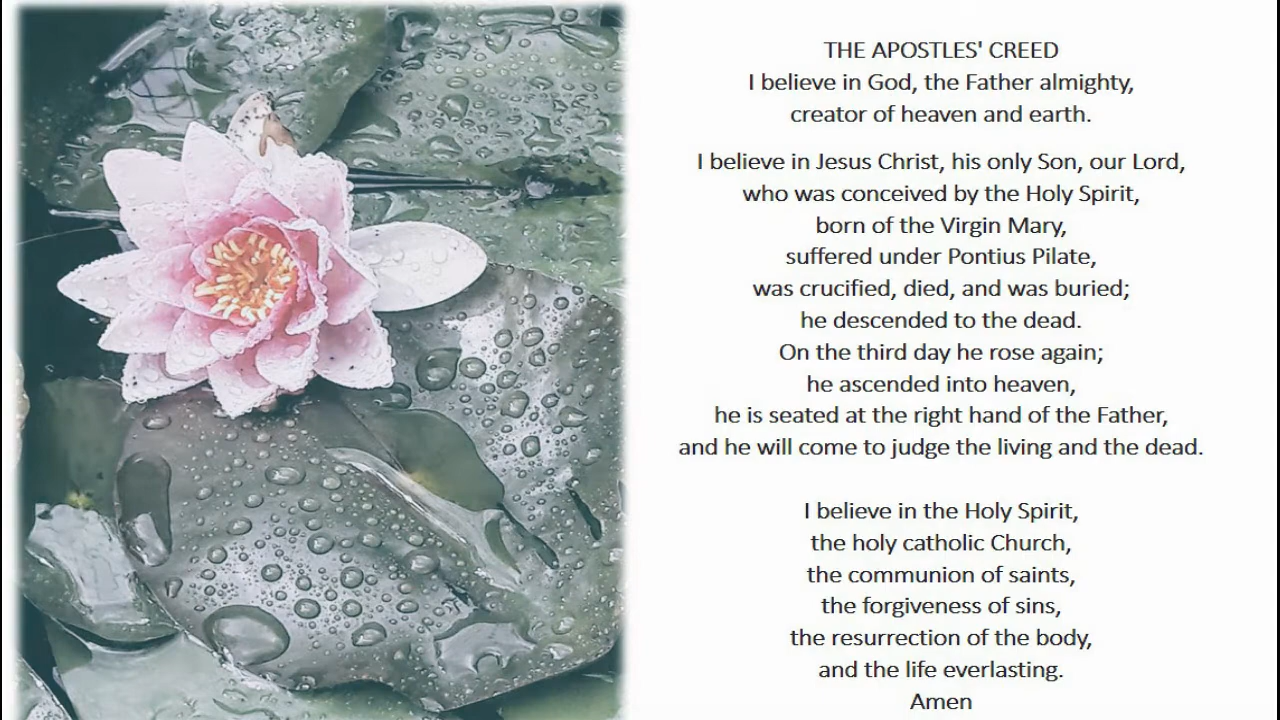 THE APOSTLES' CREED
I believe in God, the Father almighty,
creator of heaven and earth.
I believe in Jesus Christ, his only Son, our Lord,
who was conceived by the Holy Spirit,
born of the Virgin Mary,
suffered under Pontius Pilate,
was crucified, died, and was buried;
he descended to the dead.
On the third day he rose again;
he ascended into heaven,
he is seated at the right hand of the Father,
and he will come to judge the living and the dead.
I believe in the Holy Spirit,
the holy catholic Church,
the communion of saints,
the forgiveness of sins,
the resurrection of the body,
and the life everlasting.
Amen